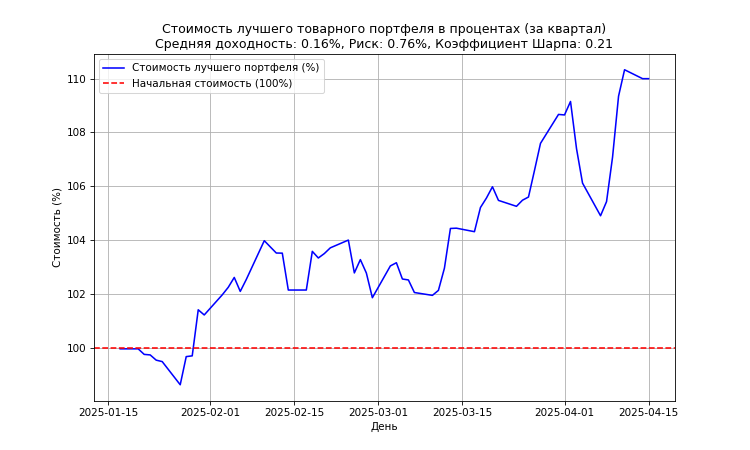 Стоимость лучшего товарного портфеля в процентах (за квартал)
Средняя доходность: 0.16%, Риск: 0.76%, Коэффициент Шарпа: 0.21
Стоимость лучшего портфеля (%)
Начальная стоимость (100%)
Стоимость (%)
110
108
106
104
102
100
2025-01-15
2025-02-01
2025-02-15
2025-03-01
2025-03-15
2025-04-01
2025-04-15
День